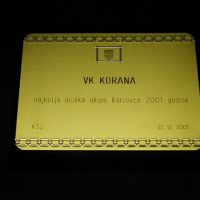 VK KORANA
najbolja muška ekipa Karlovca 2001. godine
KŠZ
21. 12. 2001.